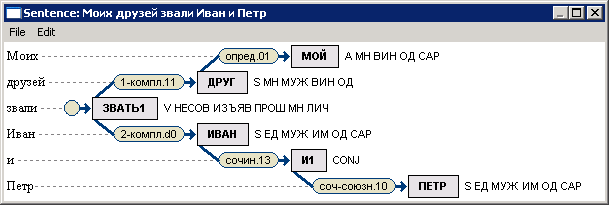 Sentence: Моих друзей звали Иван и Петр
File Edit
Моих опред.01 МОЙ А МН ВИН ОД САР
друзей 1-компл.11 ДРУГ S МН МУЖ ВИН ОД
звали ЗВАТЬ1 V НЕСОВ ИЗЪЯВ ПРОШ МН ЛИЧ
Иван 2-компл.d0 ИВАН S ЕД МУЖ ИМ ОД САР
и сочин.13 И1 CONJ
Петр соч-союзн.10 ПЕТР S ЕД МУЖ ИМ ОД САР